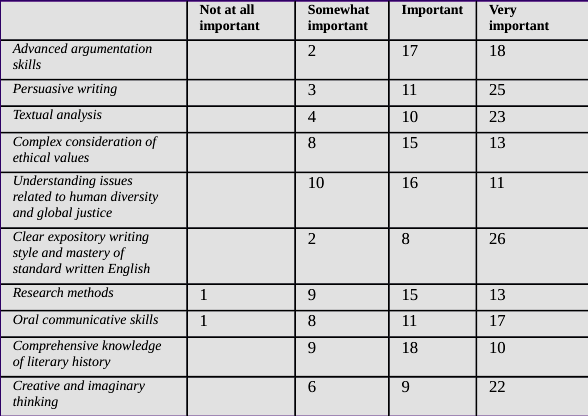 Not at all important Somewhat important Important Very important
Advanced argumentation skills 2 17 18
Persuasive writing 3 11 25
Textual analysis 4 10 23
Complex consideration of ethical values 8 15 13
Understanding issues related to human diversity and global justice 10 16 11
Clear expository writing style and mastery of standard written English 2 8 26
Research methods 1 9 15 13
Oral communicative skills 1 8 11 17
Comprehensive knowledge of literary history 9 18 10
Creative and imaginary thinking 6 9 22